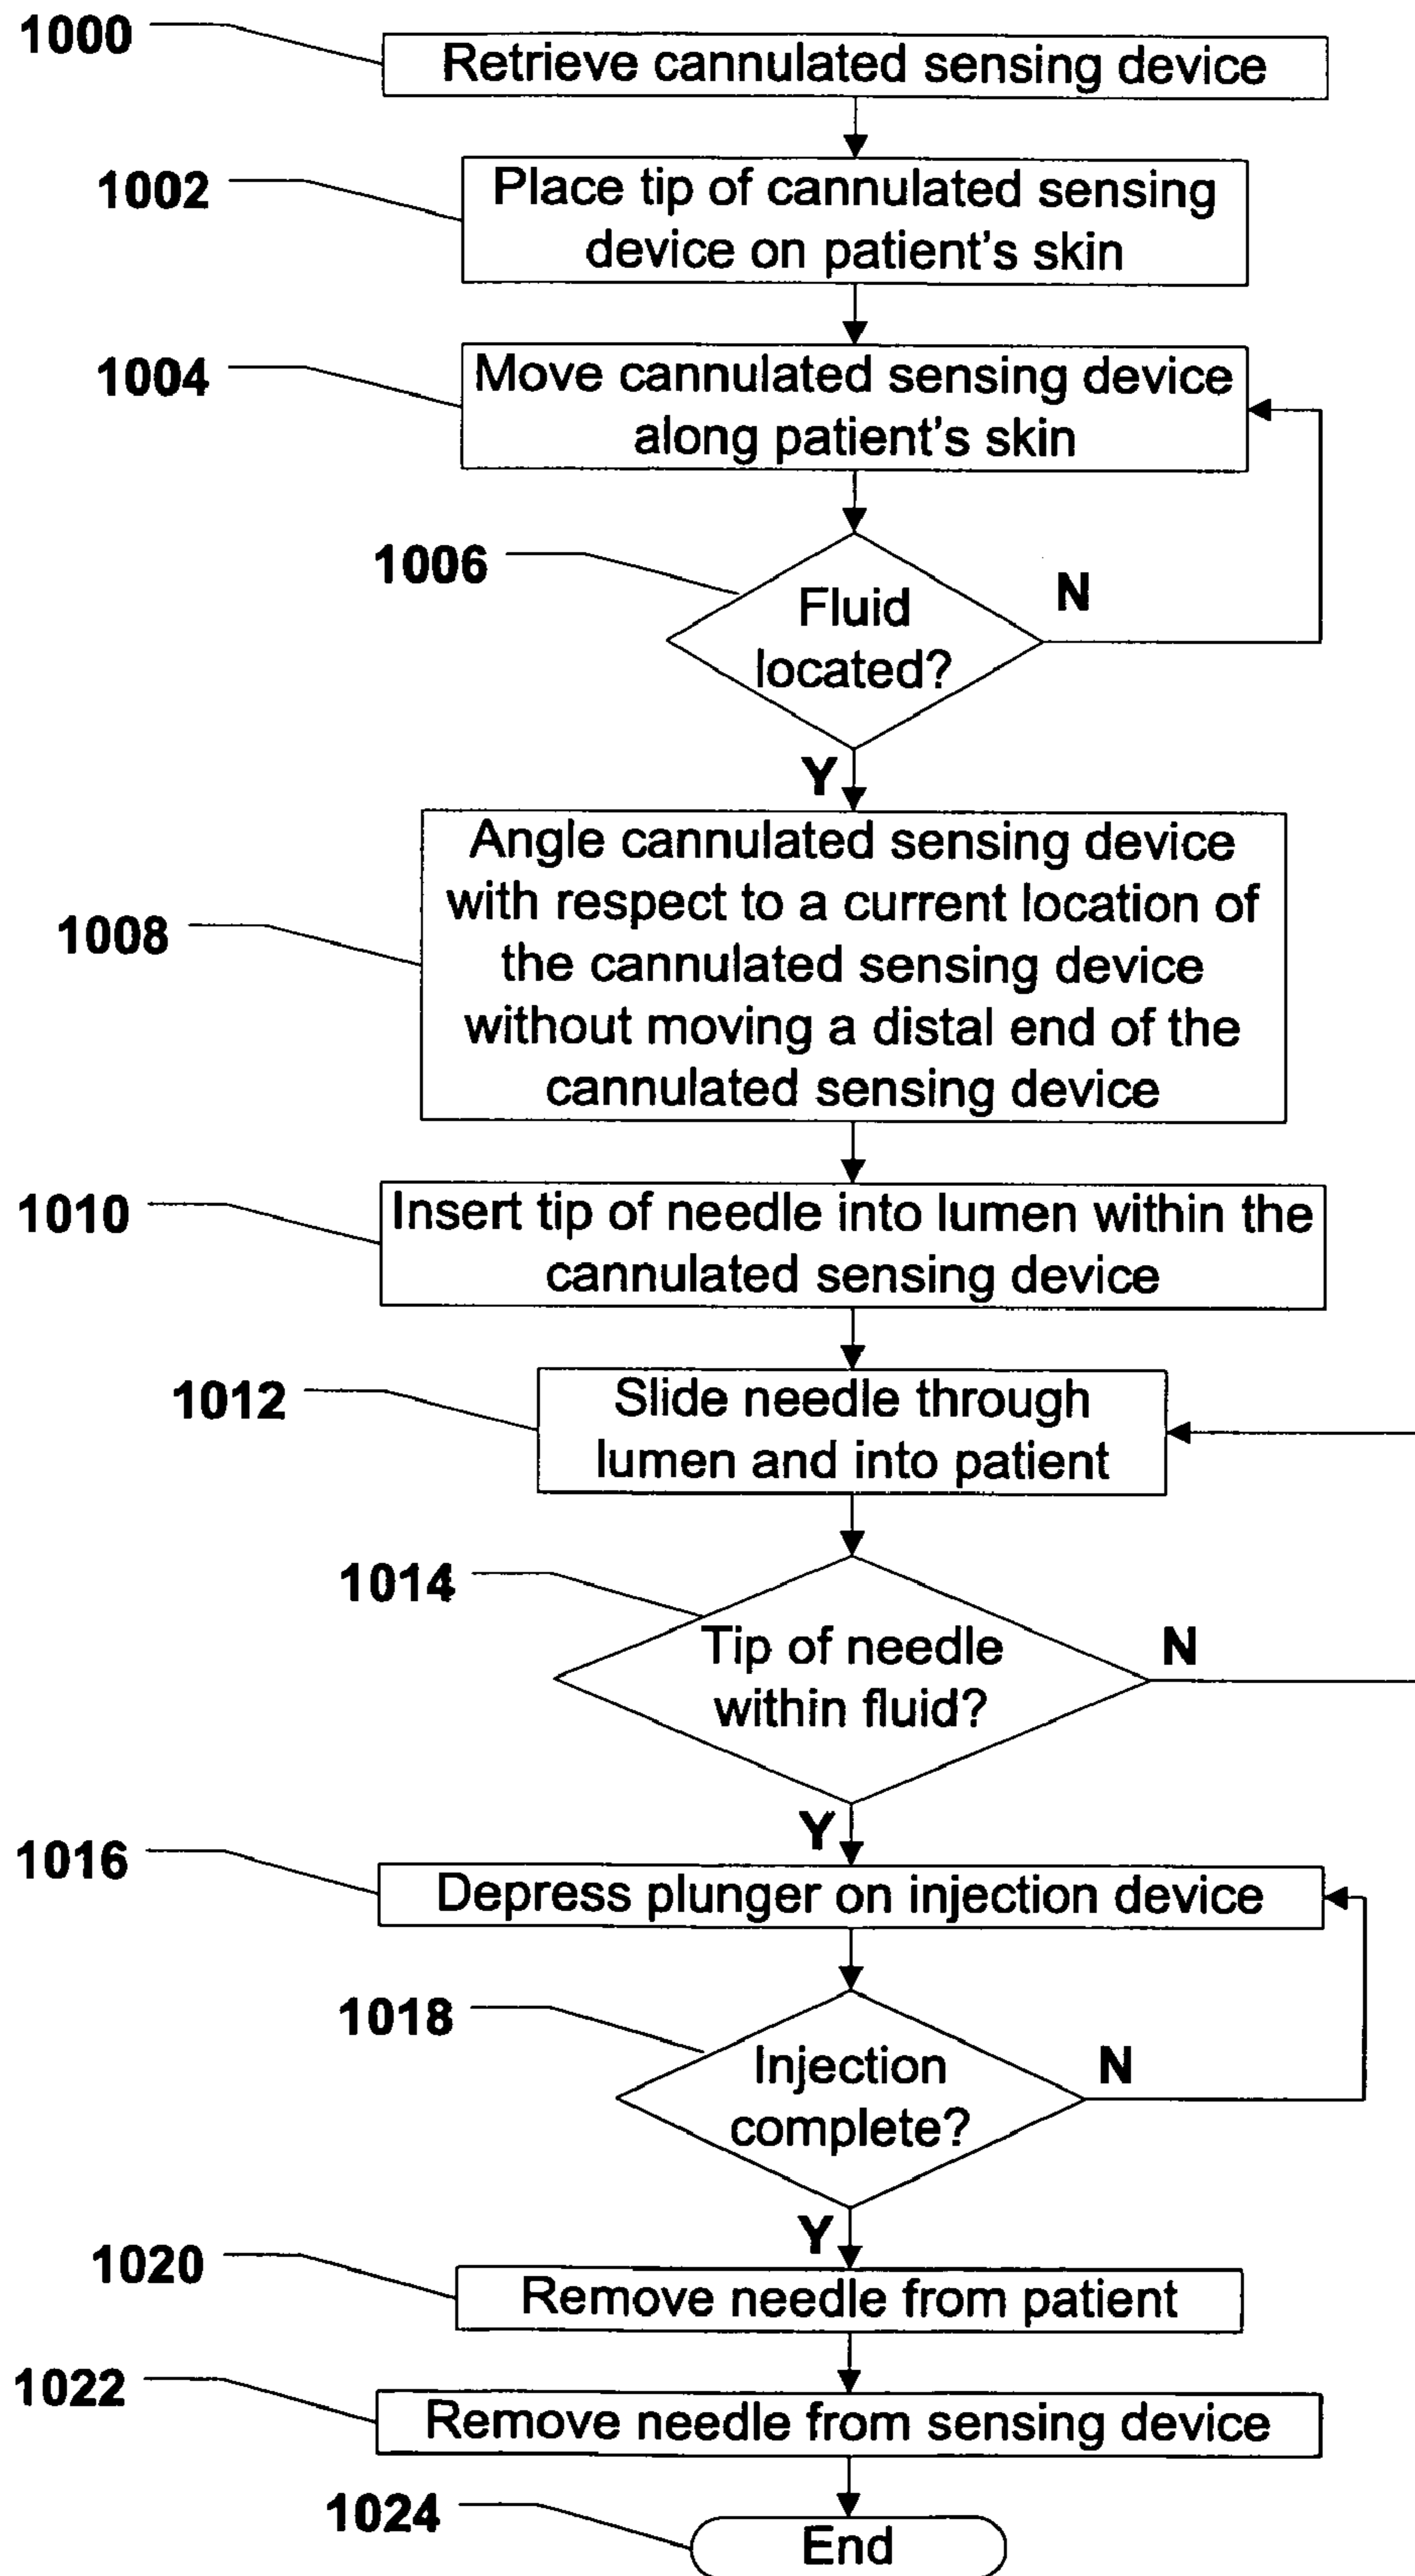 1000
Retrieve cannulated sensing device
1002
Place tip of cannulated sensing
device on patient's skin
1004
Move cannulated sensing device
along patient's skin
1006
Fluid
located?
N
Y
1008
Angle cannulated sensing device
with respect to a current location of
the cannulated sensing device
without moving a distal end of the
cannulated sensing device
1010
Insert tip of needle into lumen within the
cannulated sensing device
1012
Slide needle through
lumen and into patient
1014
Tip of needle
within fluid?
N
Y
1016
Depress plunger on injection device
1018
Injection
complete?
N
Y
1020
Remove needle from patient
1022
Remove needle from sensing device
1024
End